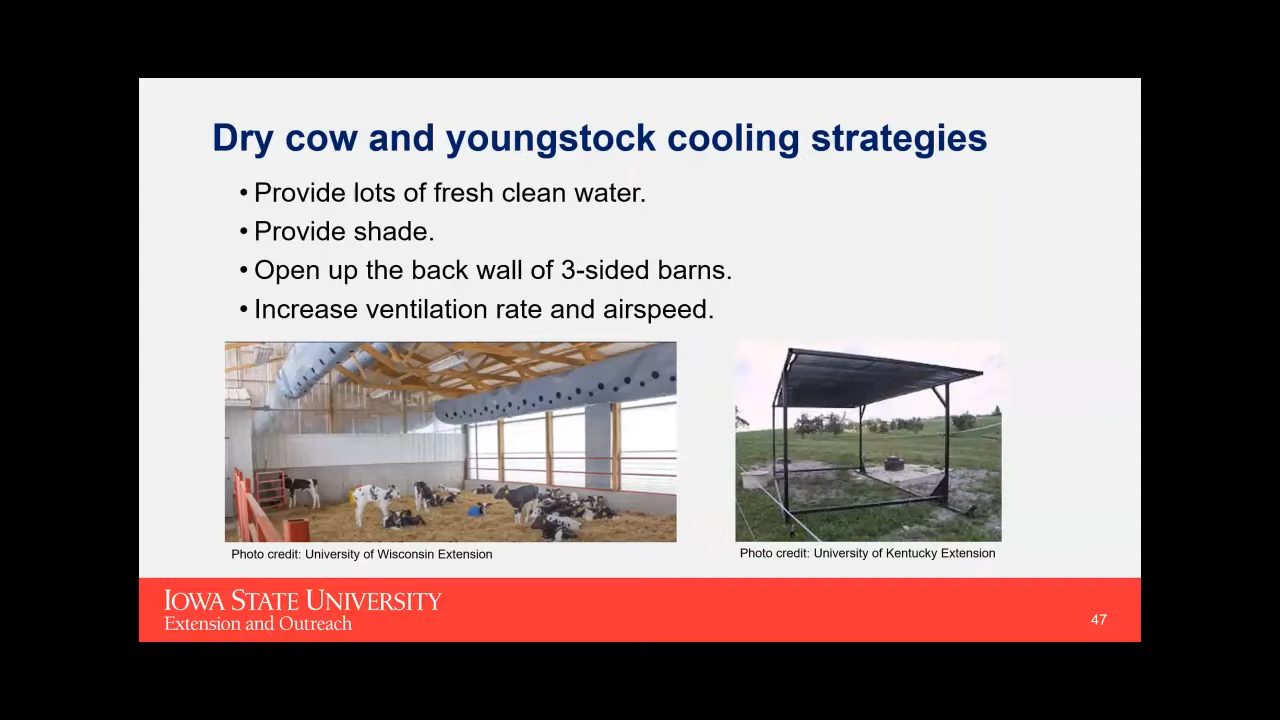 Dry cow and youngstock cooling strategies
• Provide lots of fresh clean water.
• Provide shade.
• Open up the back wall of 3-sided barns.
• Increase ventilation rate and airspeed.
Photo credit: University of Wisconsin Extension
Photo credit: University of Kentucky Extension
IOWA STATE UNIVERSITY
Extension and Outreach
47